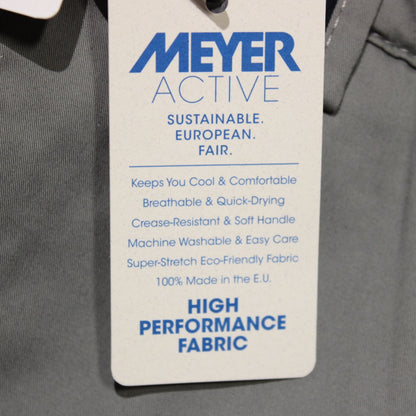 MEYER
ACTIVE
SUSTAINABLE.
EUROPEAN.
FAIR.
Keeps You Cool & Comfortable
Breathable & Quick-Drying
Crease-Resistant & Soft Handle
Machine Washable & Easy Care
Super-Stretch Eco-Friendly Fabric
100% Made in the E.U.
HIGH
PERFORMANCE
FABRIC